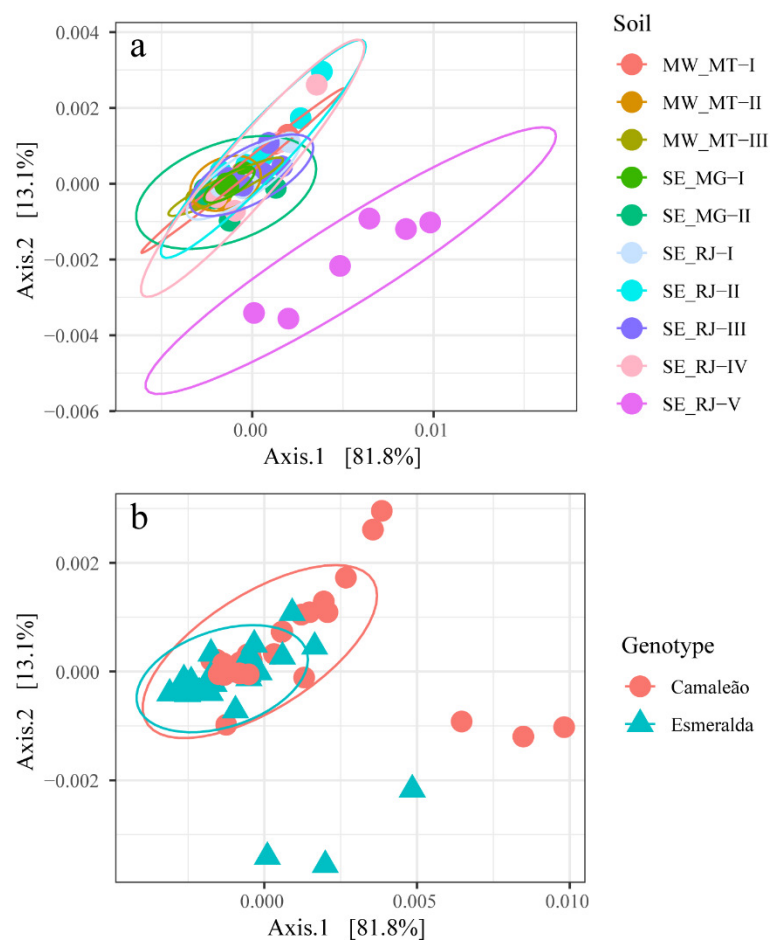 a
0.004
0.002
0.000
−0.002
−0.004
−0.006
Axis.2 [13.1%]
0.00
0.01
Axis.1 [81.8%]
Soil
MW_MT−I
MW_MT−II
MW_MT−III
SE_MG−I
SE_MG−II
SE_RJ−I
SE_RJ−II
SE_RJ−III
SE_RJ−IV
SE_RJ−V
b
0.002
0.000
−0.002
Axis.2 [13.1%]
0.000
0.005
0.010
Axis.1 [81.8%]
Genotype
Camaleão
Esmeralda